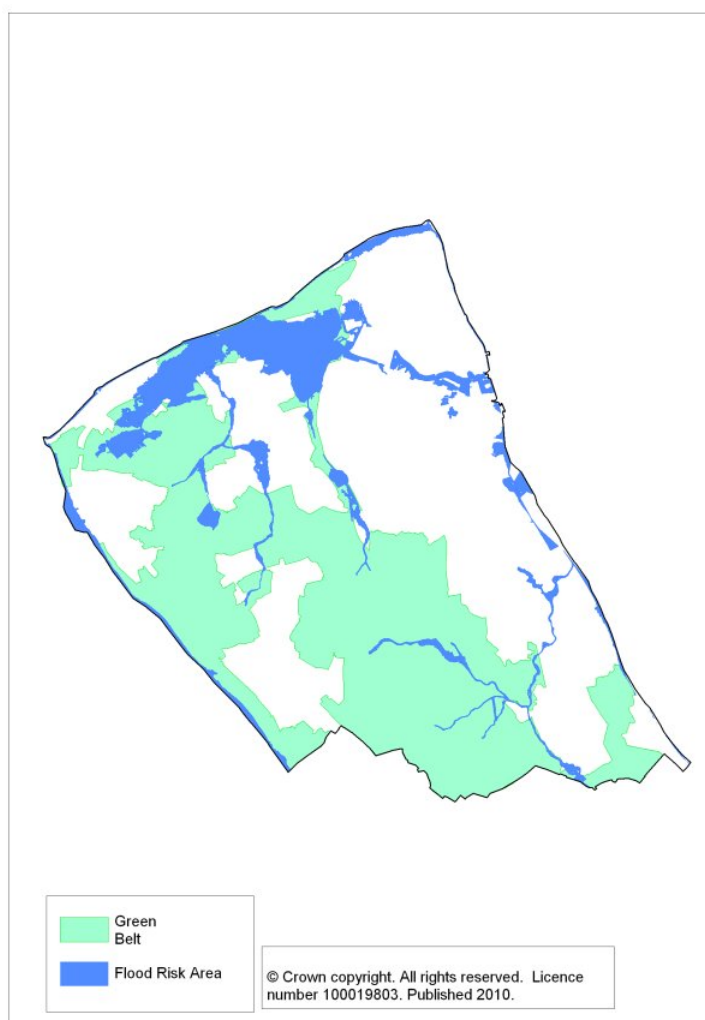 Green
Belt
Flood Risk Area
© Crown copyright. All rights reserved. Licence
number 100019803. Published 2010.